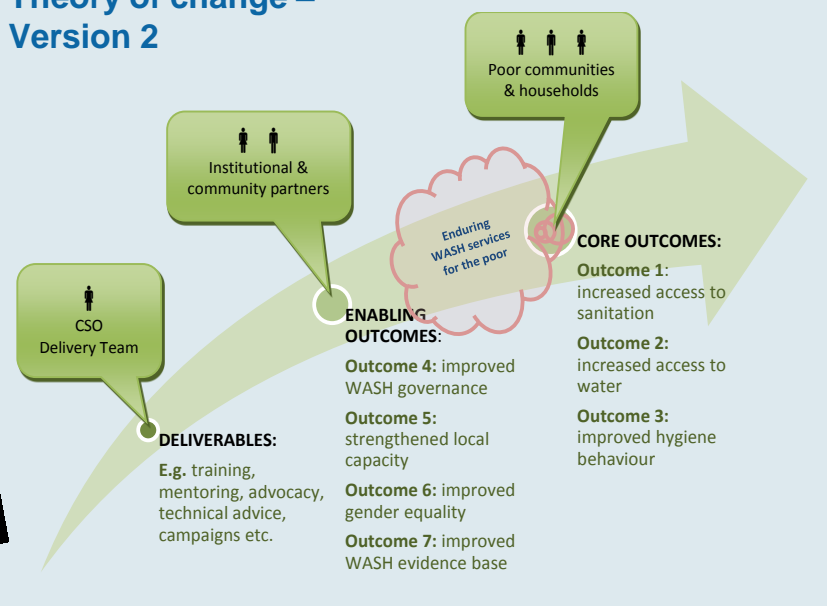 Theory of change –
Version 2
Poor communities
& households
Institutional &
community partners
CSO
Delivery Team
Enduring
WASH services
for the poor
DELIVERABLES:
E.g. training,
mentoring, advocacy,
technical advice,
campaigns etc.
ENABLING
OUTCOMES:
Outcome 4: improved
WASH governance
Outcome 5:
strengthened local
capacity
Outcome 6: improved
gender equality
Outcome 7: improved
WASH evidence base
CORE OUTCOMES:
Outcome 1:
increased access to
sanitation
Outcome 2:
increased access to
water
Outcome 3:
improved hygiene
behaviour